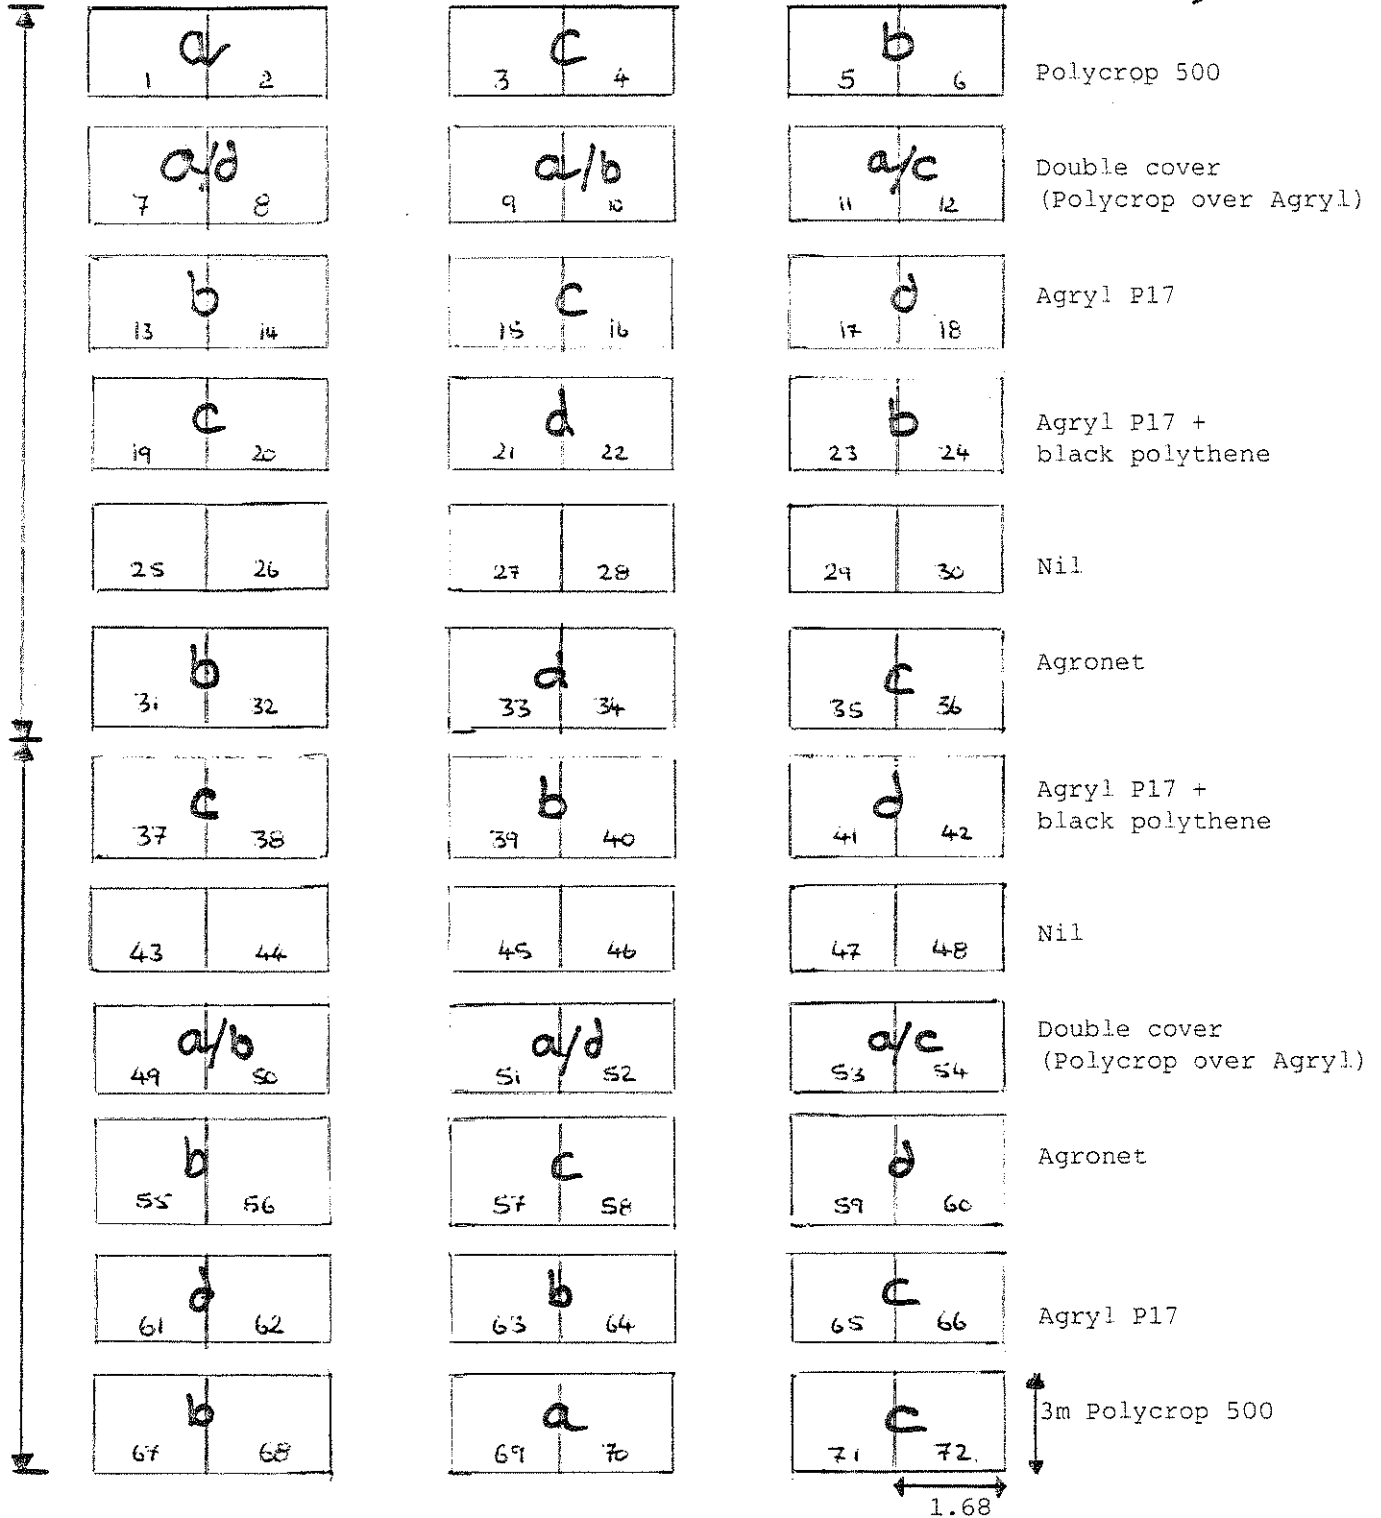 a c b
1 2 3 4 5 6 Polycrop 500
a/d a/b a/c Double cover
7 8 9 10 11 12 (Polycrop over Agryl)
b c d Agryl P17
13 14 15 16 17 18
c d b Agryl P17 +
19 20 21 22 23 24 black polythene
25 26 27 28 29 30 Nil
b d c Agronet
31 32 33 34 35 36
c b d Agryl P17 +
37 38 39 40 41 42 black polythene
43 44 45 46 47 48 Nil
a/b a/d a/c Double cover
49 50 51 52 53 54 (Polycrop over Agryl)
b c d Agronet
55 56 57 58 59 60
d b c
61 62 63 64 65 66 Agryl P17
b a c 3m Polycrop 500
67 68 69 70 71 72
1.68